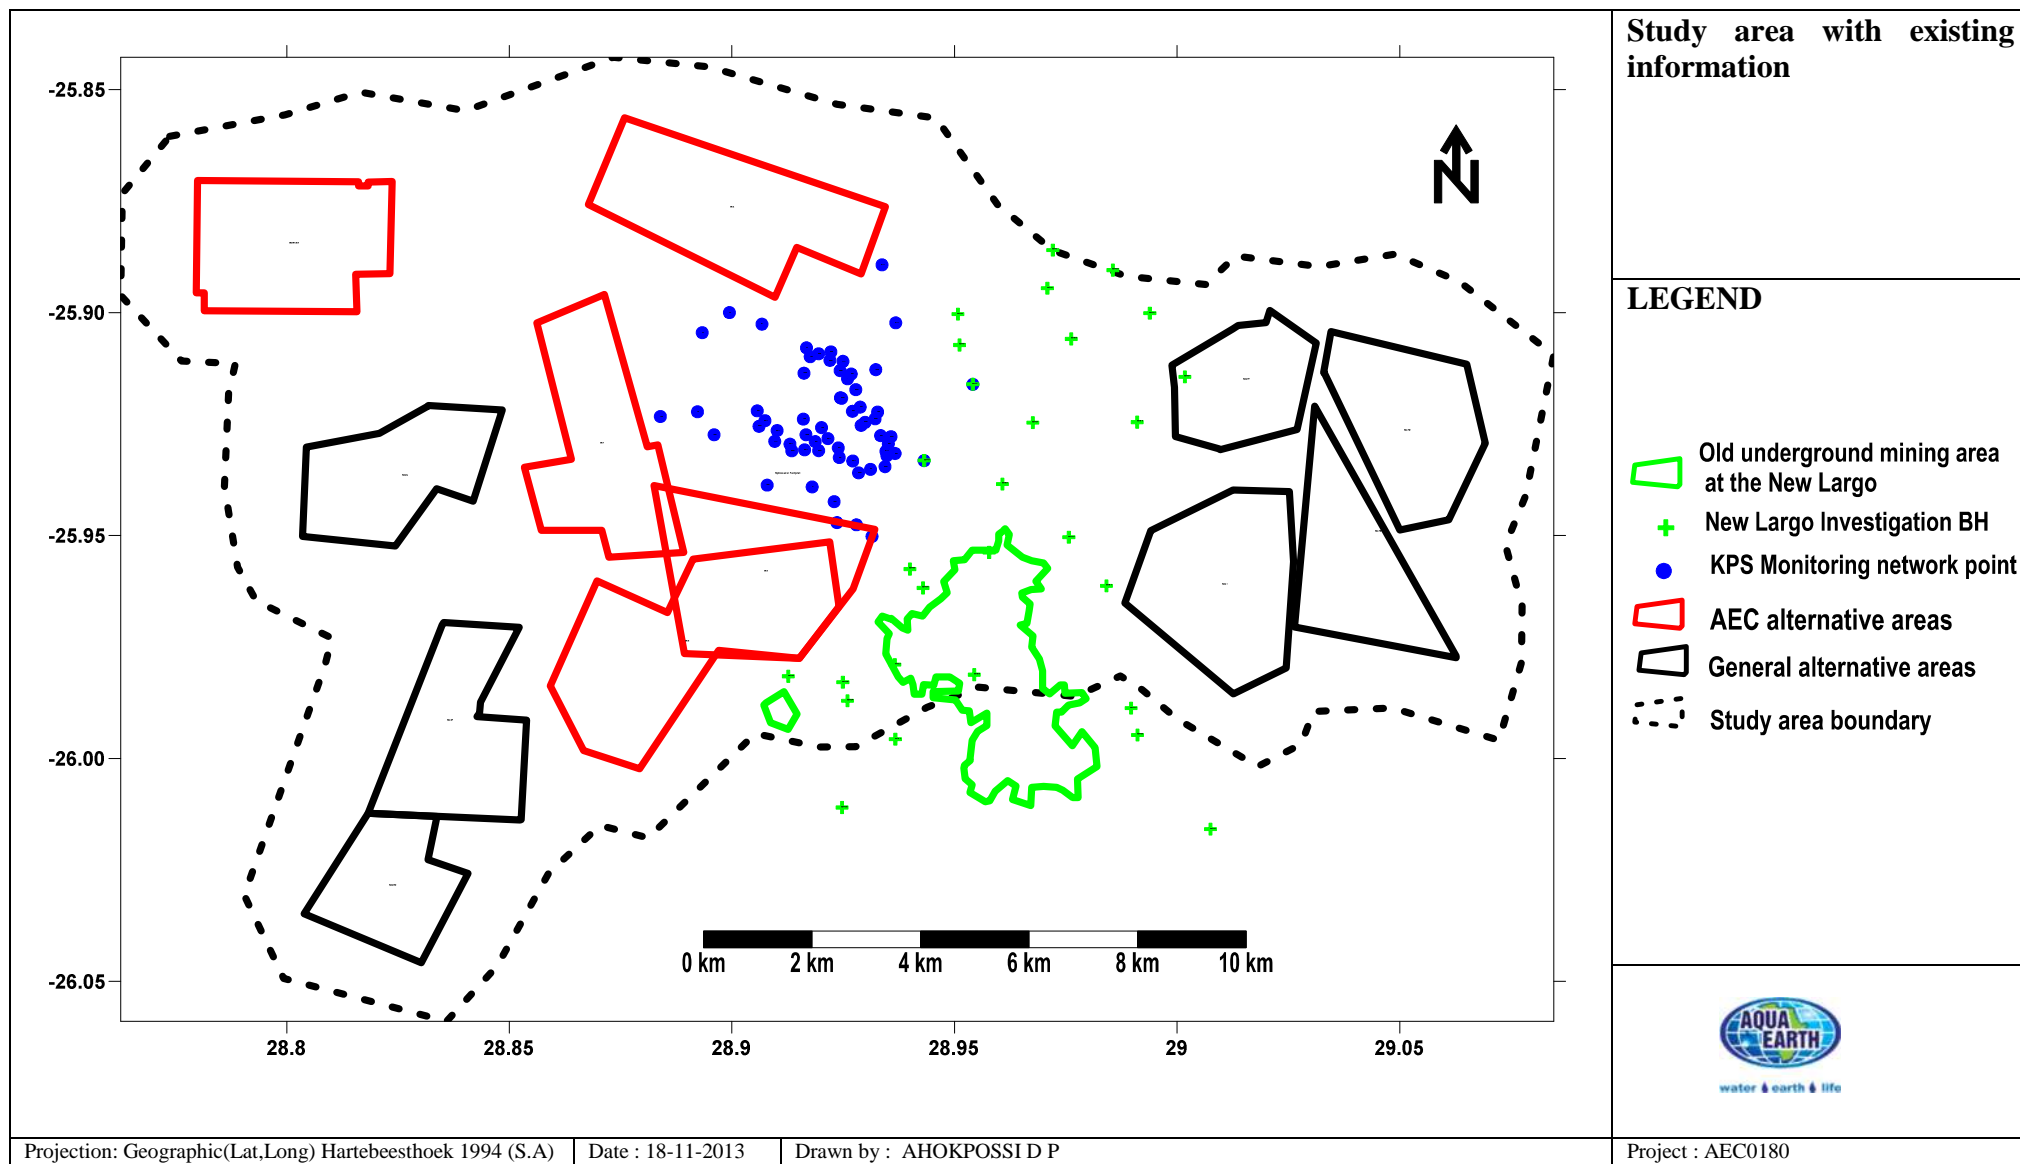 Study area with existing
information
-25.85
-25.90
-25.95
-26.00
-26.05
28.8
28.85
28.9
28.95
29
29.05
N
0 km
2 km
4 km
6 km
8 km
10 km
LEGEND
Old underground mining area
at the New Largo
New Largo Investigation BH
KPS Monitoring network point
AEC alternative areas
General alternative areas
Study area boundary
AQUA
EARTH
water earth life
Projection: Geographic(Lat,Long) Hartebeesthoek 1994 (S.A)
Date : 18-11-2013
Drawn by : AHOKPOSSI D P
Project : AEC0180